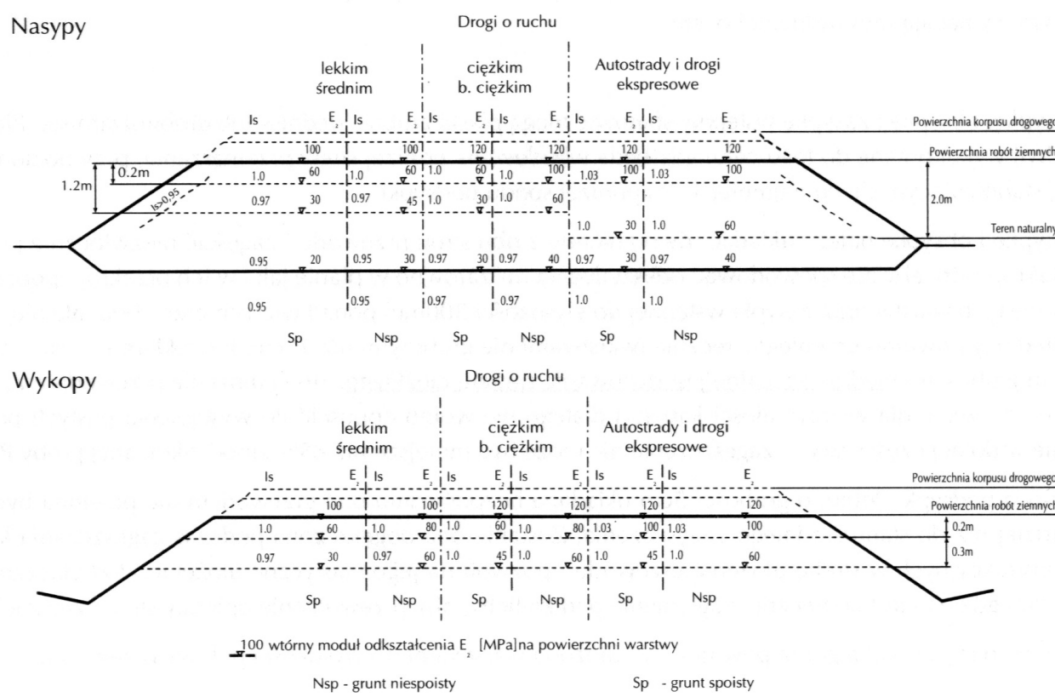 Nasypy
Drogi o ruchu
lekkim średnim
ciężkim b. ciężkim
Autostrady i drogi ekspresowe
Is E₂ Is E₂ Is E₂ Is E₂ Is E₂ Is E₂
Powierzchnia korpusu drogowego
100 100 120 120 120 120
Powierzchnia robót ziemnych
0.2m
1.0 60 1.0 60 1.0 60 1.0 100 1.03 100 1.03 100
1.2m
Is>0,95
0.97 30 0.97 45 1.0 30 1.0 60
2.0m
1.0 30 1.0 60
Teren naturalny
0.95 20 0.95 30 0.97 30 0.97 40 0.97 30 0.97 40
0.95 0.95 0.97 0.97 1.0 1.0
Sp Nsp Sp Nsp Sp Nsp
Wykopy
Drogi o ruchu
lekkim średnim
ciężkim b. ciężkim
Autostrady i drogi ekspresowe
Is E₂ Is E₂ Is E₂ Is E₂ Is E₂ Is E₂
Powierzchnia korpusu drogowego
100 100 120 120 120 120
Powierzchnia robót ziemnych
1.0 60 1.0 80 1.0 60 1.0 80 1.03 100 1.03 100
0.2m
0.97 30 0.97 60 1.0 45 1.0 60 1.0 45 1.0 60
0.3m
Sp Nsp Sp Nsp Sp Nsp
100 wtórny moduł odkształcenia E₂ [MPa]na powierzchni warstwy
Nsp - grunt niespoisty
Sp - grunt spoisty